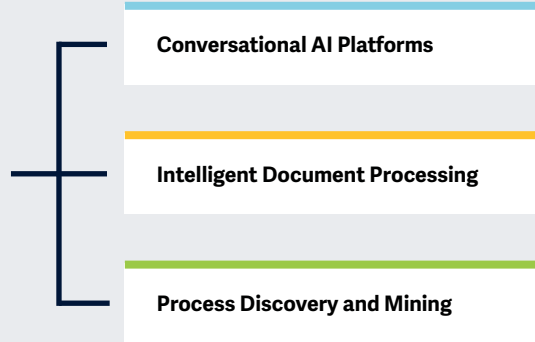 Conversational AI Platforms
Intelligent Document Processing
Process Discovery and Mining